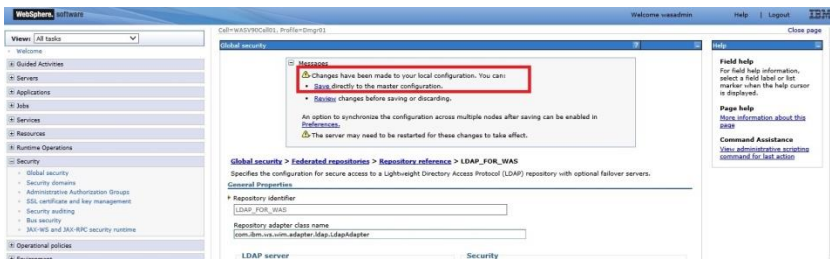 WebSphere. software
Welcome wasadmin
Help | Logout
IBM
View: All tasks
Welcome
Guided Activities
Servers
Applications
Jobs
Services
Resources
Runtime Operations
Security
Global security
Security domains
Administrative Authorization Groups
SSL certificate and key management
Security auditing
Bus security
JAX-WS and JAX-RPC security runtime
Operational policies
Environment
Cell=WASV90Cell01, Profile=Dmgr01
Close page
Global security
Messages
Changes have been made to your local configuration. You can:
Save directly to the master configuration.
Review changes before saving or discarding.
An option to synchronize the configuration across multiple nodes after saving can be enabled in
Preferences.
The server may need to be restarted for these changes to take effect.
Global security > Federated repositories > Repository reference > LDAP_FOR_WAS
Specifies the configuration for secure access to a Lightweight Directory Access Protocol (LDAP) repository with optional failover servers.
General Properties
Repository identifier
LDAP_FOR_WAS
Repository adapter class name
com.ibm.ws.wim.adapter.ldap.LdapAdapter
LDAP server
Security
Help
Field help
For field help information,
select a field label or list
marker when the help cursor
is displayed.
Page help
More information about this
page
Command Assistance
View administrative scripting
command for last action